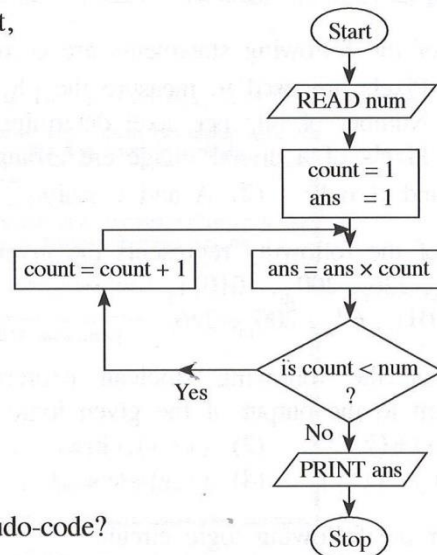 t,
Start
READ num
count = 1
ans = 1
count = count + 1
ans = ans × count
is count < num
?
Yes
No
PRINT ans
Stop
udo-code?